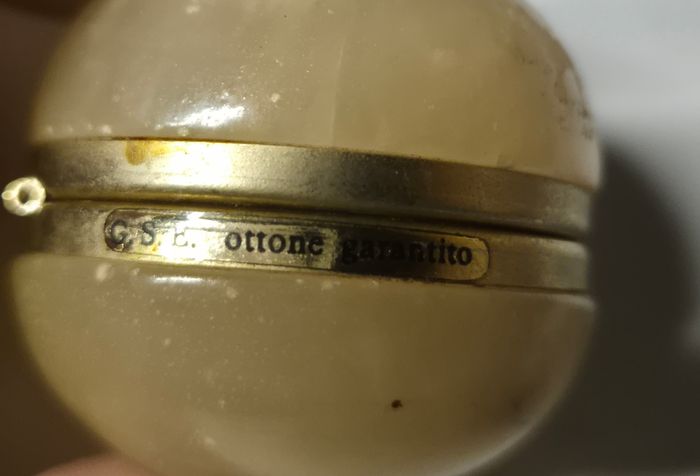 G. S. E. ottone garantito